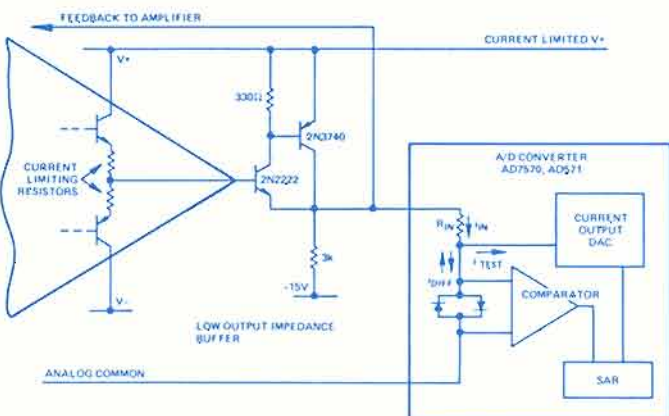 FEEDBACK TO AMPLIFIER
CURRENT LIMITED V+
V+
330Ω
2N3740
A/D CONVERTER
AD7570, AD571
CURRENT
LIMITING
RESISTORS
2N2222
CURRENT
OUTPUT
DAC
RIN
IIN
ITEST
3k
IDIFF
COMPARATOR
-15V
V-
LOW OUTPUT IMPEDANCE
BUFFER
ANALOG COMMON
SAR